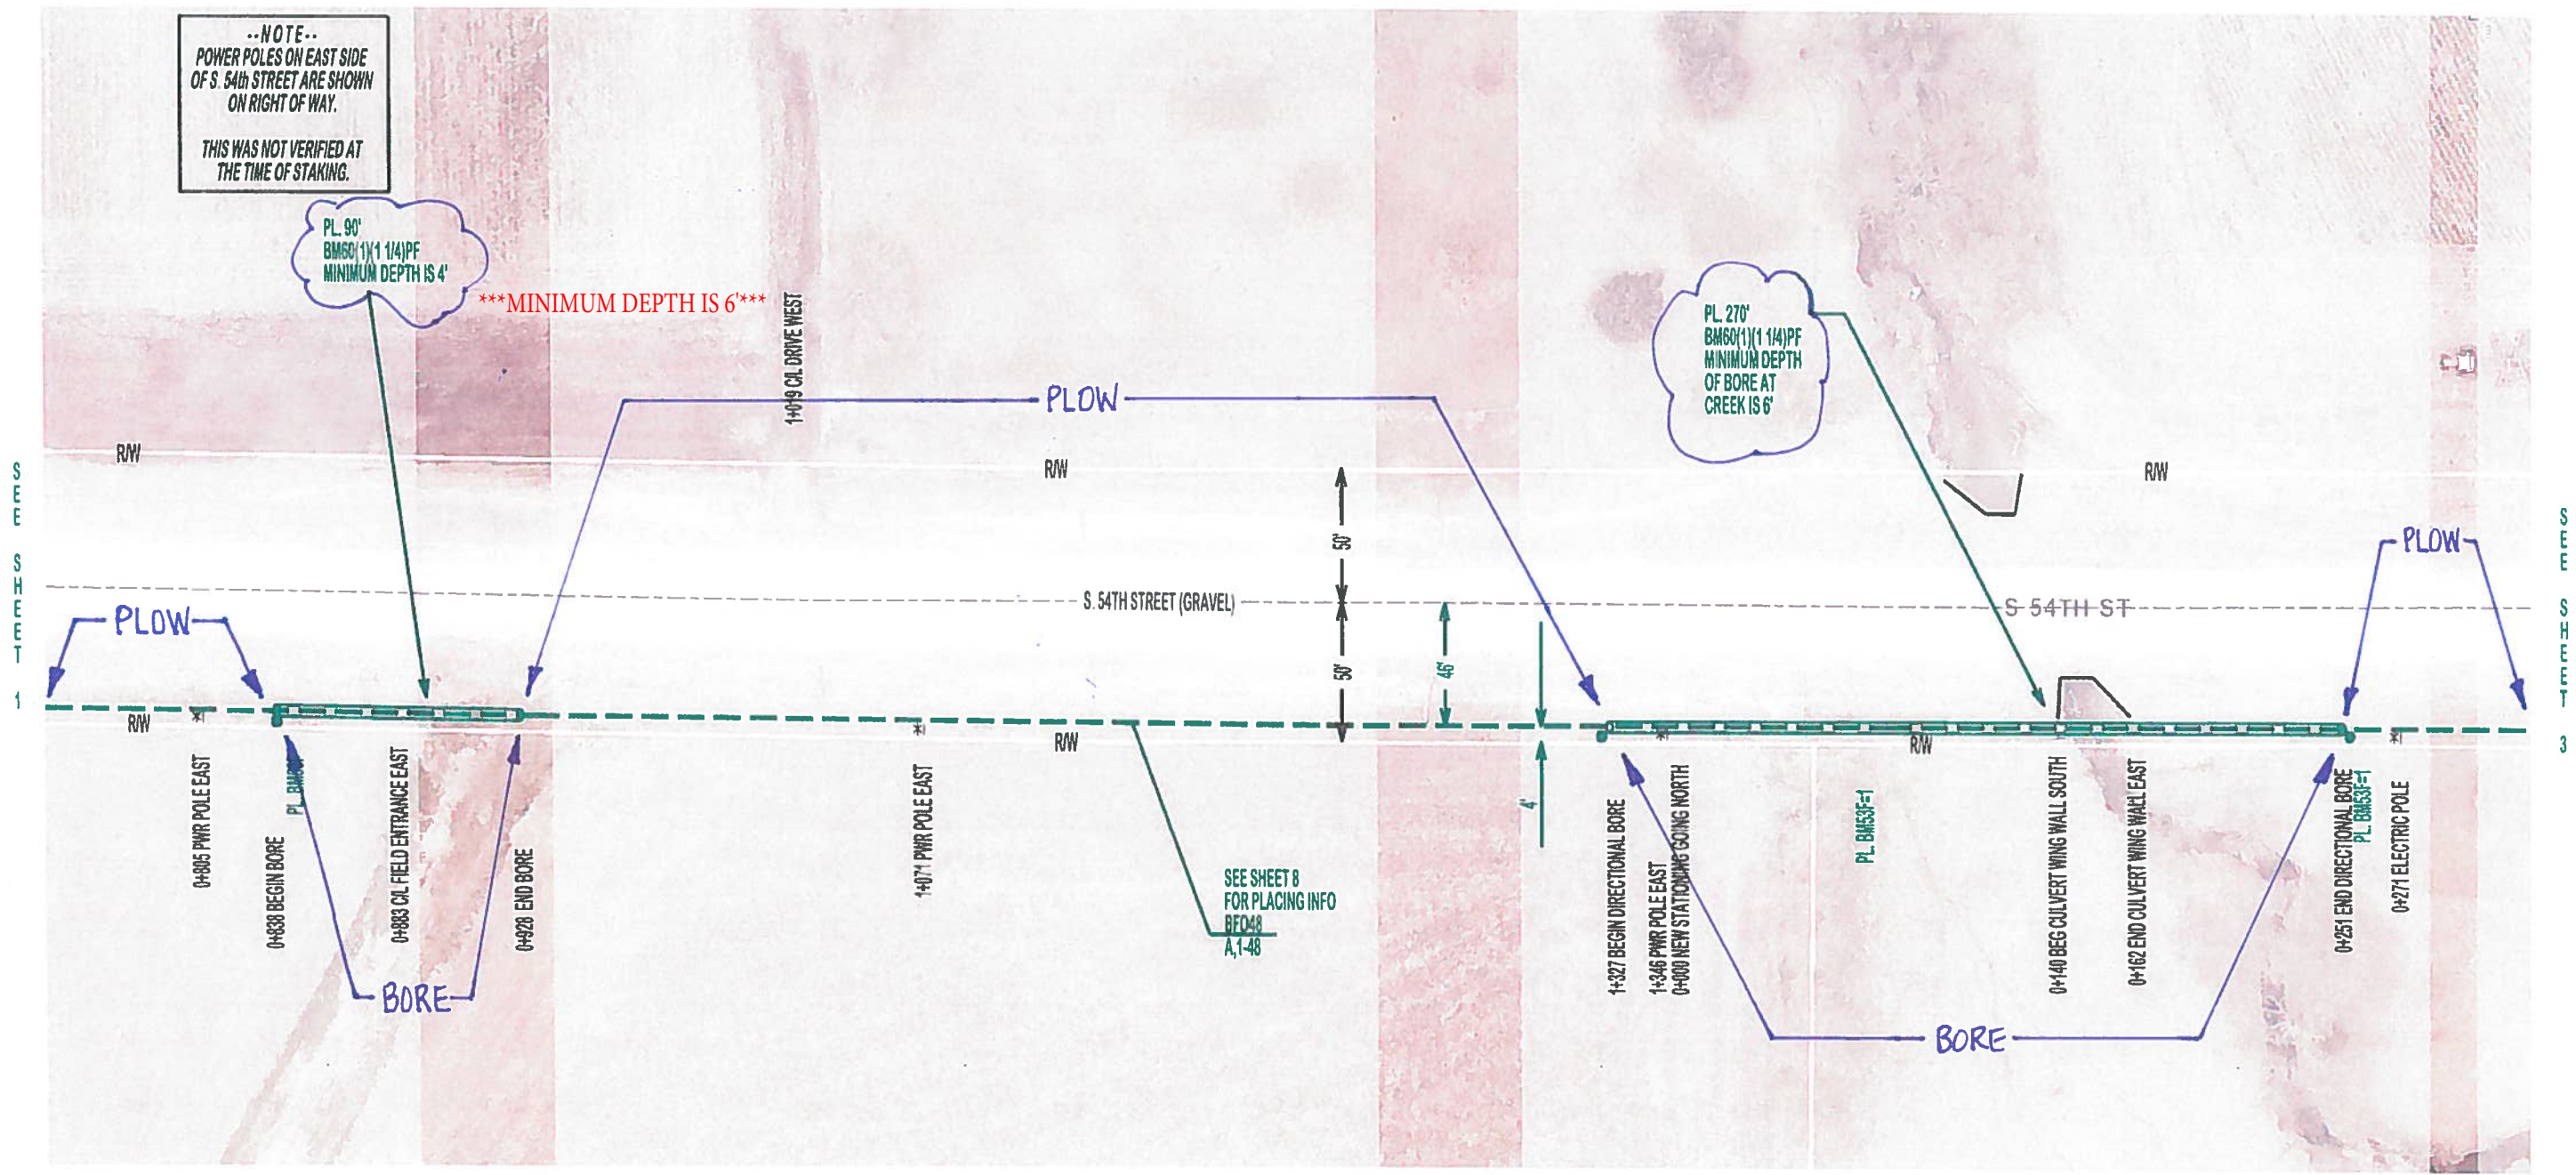 --NOTE--
POWER POLES ON EAST SIDE
OF S. 54th STREET ARE SHOWN
ON RIGHT OF WAY.
THIS WAS NOT VERIFIED AT
THE TIME OF STAKING.
PL. 90'
BM60(1)(1 1/4)PF
MINIMUM DEPTH IS 4'
***MINIMUM DEPTH IS 6'***
1+019 C/L DRIVE WEST
PLOW
PL. 270'
BM60(1)(1 1/4)PF
MINIMUM DEPTH
OF BORE AT
CREEK IS 6'
R/W
R/W
R/W
SEE SHEET 1
SEE SHEET 3
50'
S. 54TH STREET (GRAVEL)
S 54TH ST
PLOW
PLOW
50'
46'
4'
R/W
R/W
R/W
0+805 PWR POLE EAST
0+838 BEGIN BORE
0+883 C/L FIELD ENTRANCE EAST
0+928 END BORE
1+071 PWR POLE EAST
SEE SHEET 8
FOR PLACING INFO
BFO48
A,1-48
1+327 BEGIN DIRECTIONAL BORE
1+346 PWR POLE EAST
0+000 NEW STATIONING GOING NORTH
PL. BM53F=1
0+140 BEG CULVERT WING WALL SOUTH
0+162 END CULVERT WING WALL EAST
0+251 END DIRECTIONAL BORE
PL. BM53F=1
0+271 ELECTRIC POLE
BORE
BORE